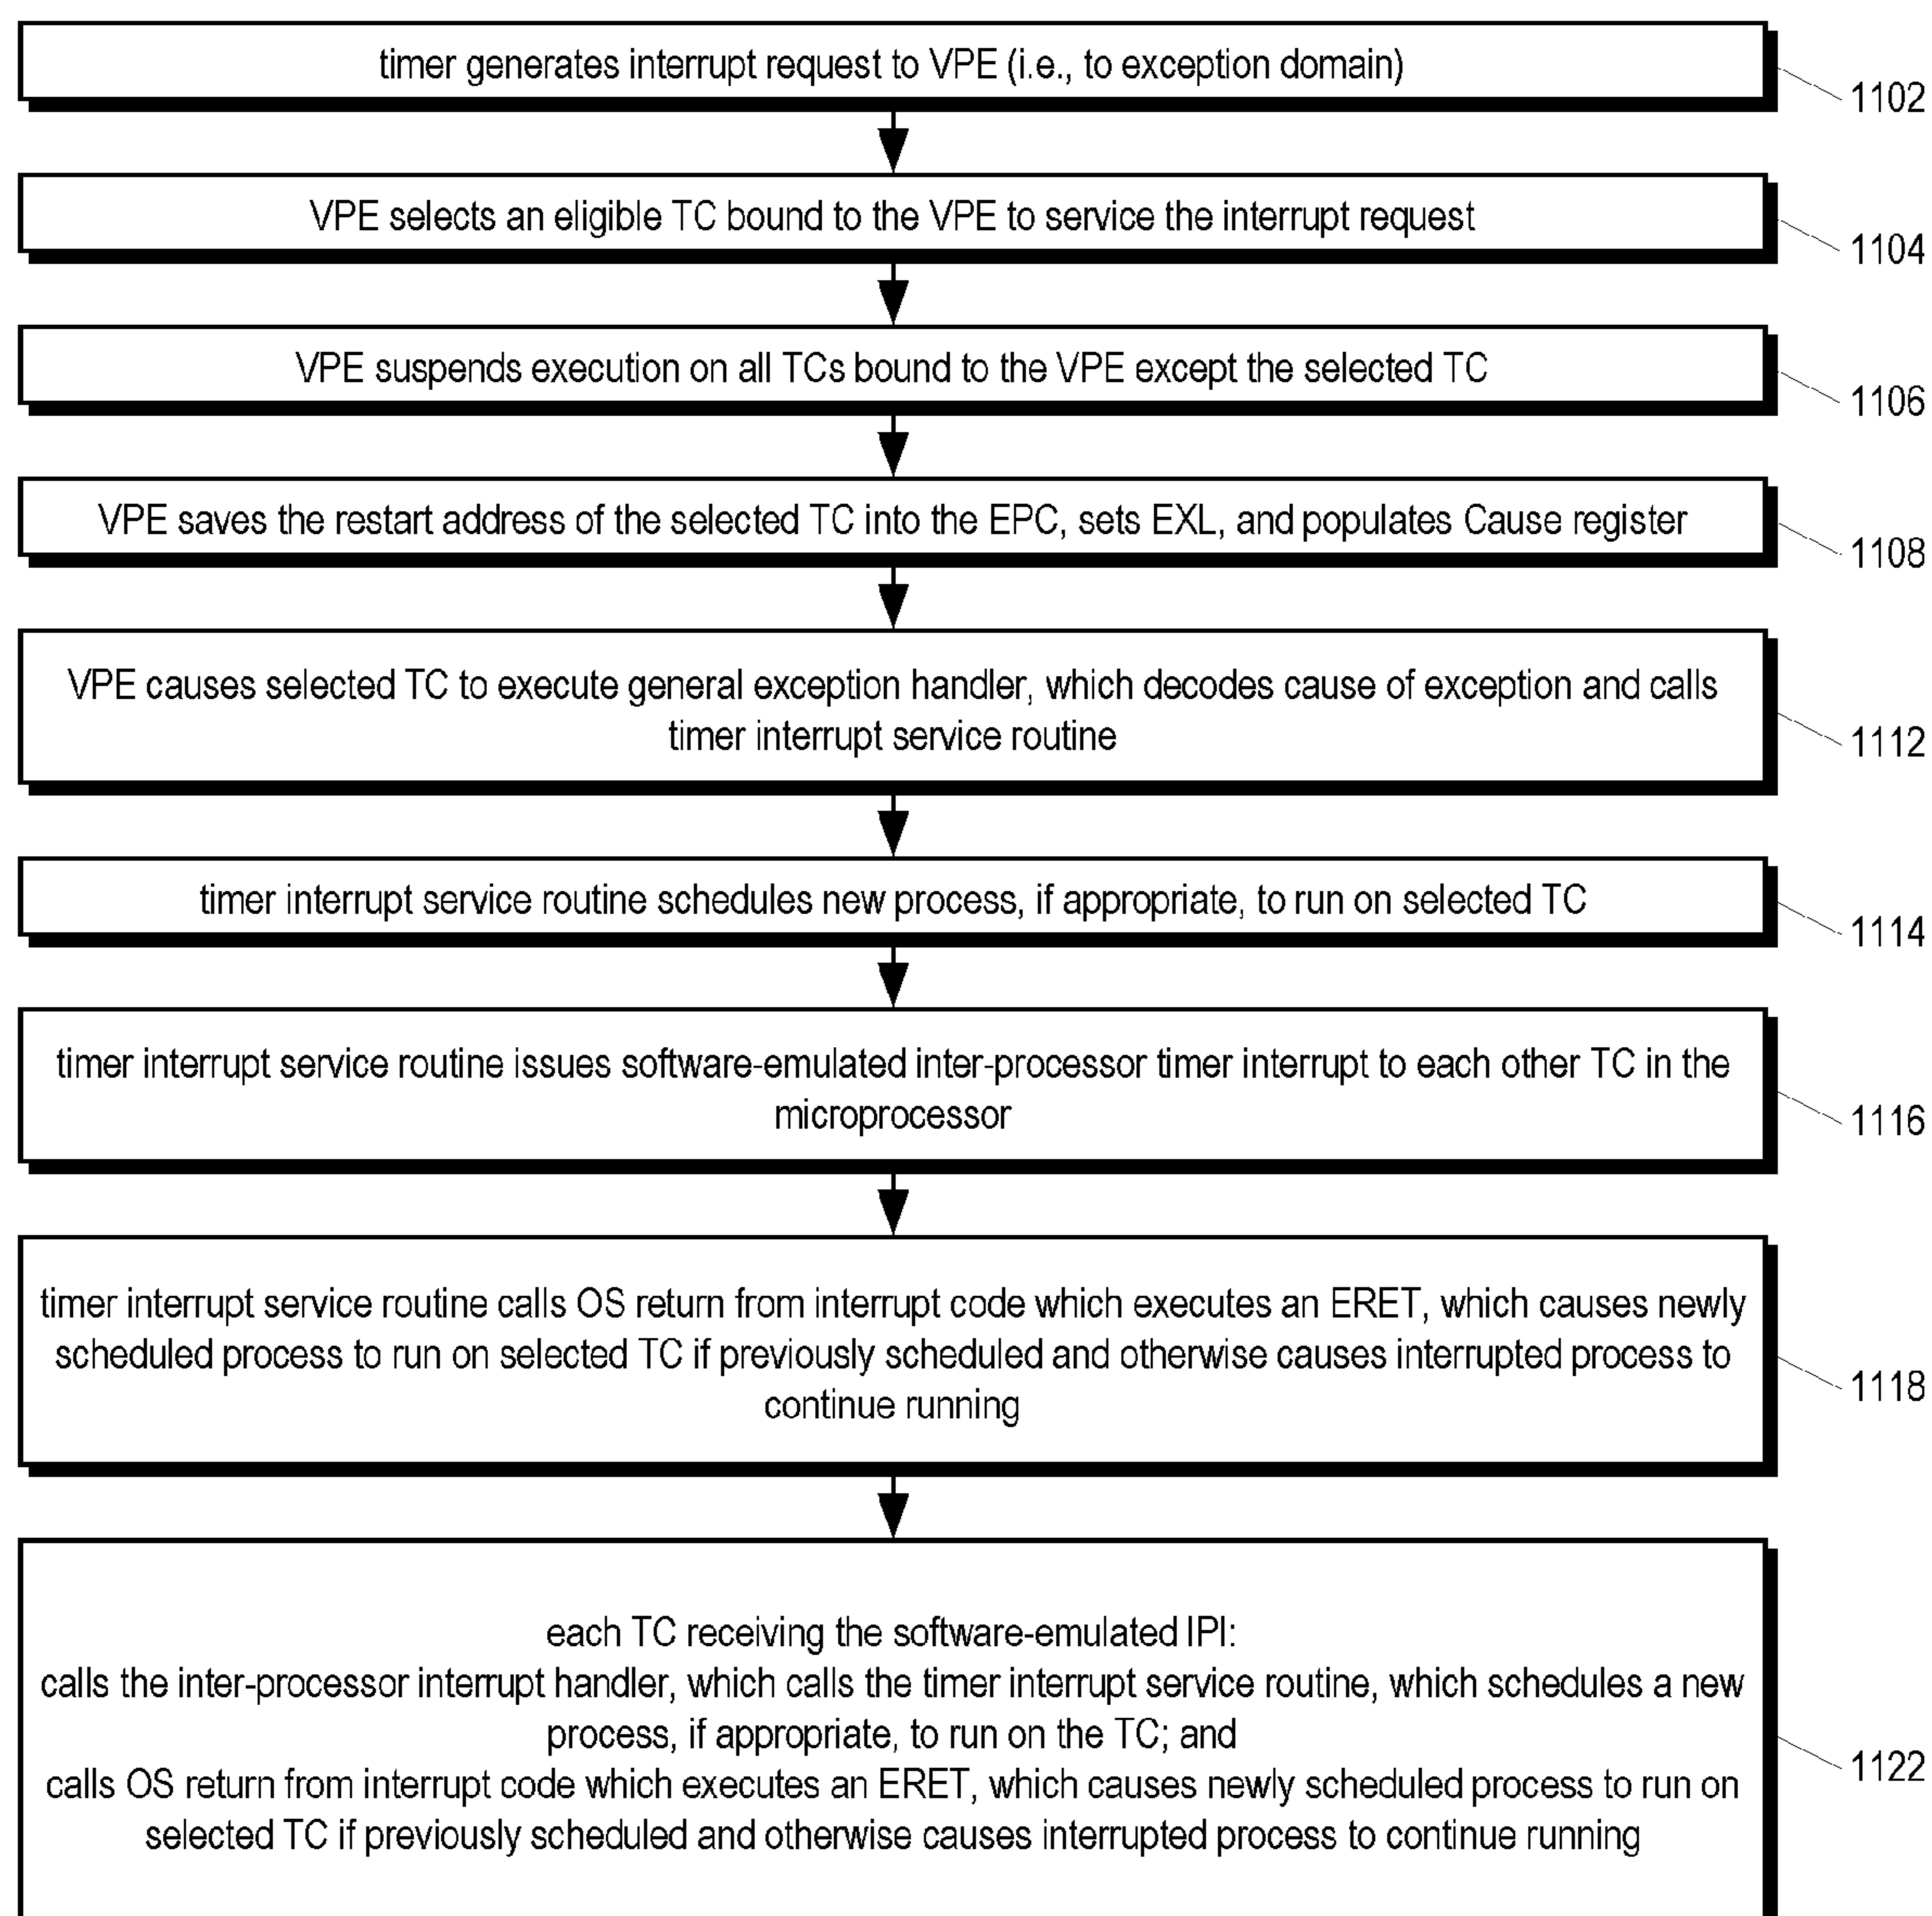 timer generates interrupt request to VPE (i.e., to exception domain)
1102
VPE selects an eligible TC bound to the VPE to service the interrupt request
1104
VPE suspends execution on all TCs bound to the VPE except the selected TC
1106
VPE saves the restart address of the selected TC into the EPC, sets EXL, and populates Cause register
1108
VPE causes selected TC to execute general exception handler, which decodes cause of exception and calls
timer interrupt service routine
1112
timer interrupt service routine schedules new process, if appropriate, to run on selected TC
1114
timer interrupt service routine issues software-emulated inter-processor timer interrupt to each other TC in the
microprocessor
1116
timer interrupt service routine calls OS return from interrupt code which executes an ERET, which causes newly
scheduled process to run on selected TC if previously scheduled and otherwise causes interrupted process to
continue running
1118
each TC receiving the software-emulated IPI:
calls the inter-processor interrupt handler, which calls the timer interrupt service routine, which schedules a new
process, if appropriate, to run on the TC; and
calls OS return from interrupt code which executes an ERET, which causes newly scheduled process to run on
selected TC if previously scheduled and otherwise causes interrupted process to continue running
1122